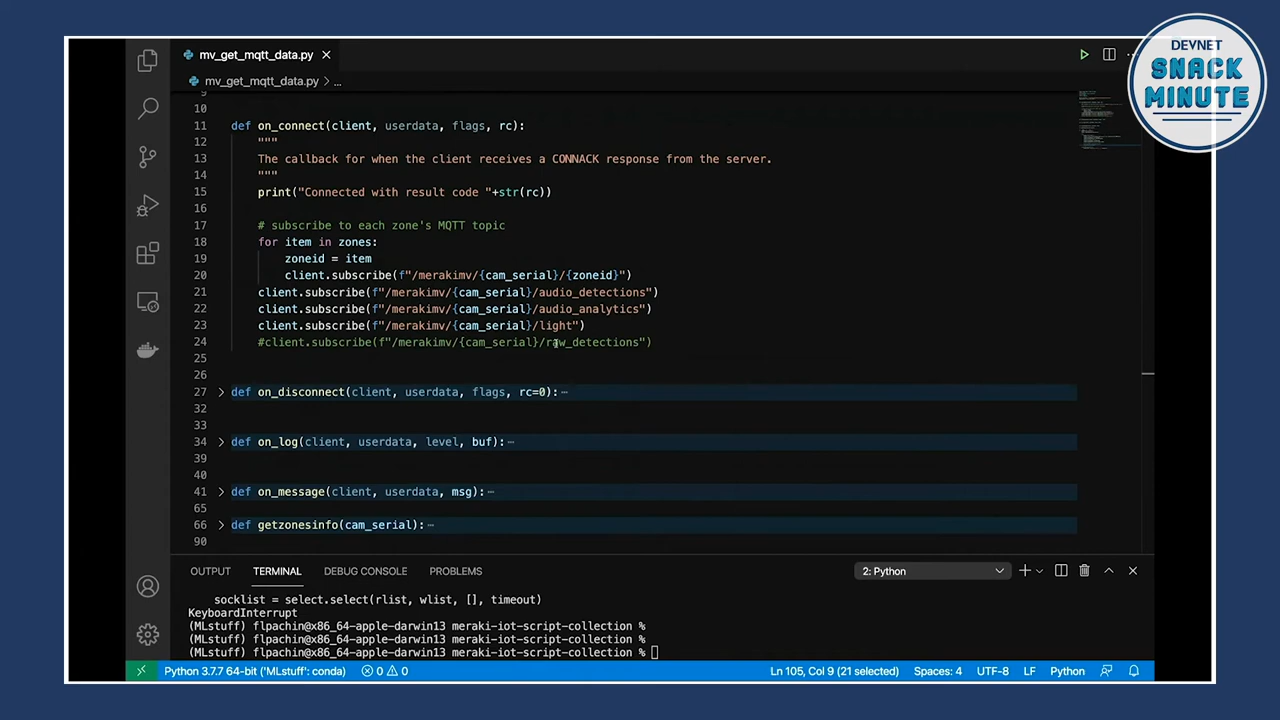 DEVNET
SNACK
MINUTE
mv_get_mqtt_data.py
mv_get_mqtt_data.py > ...
9
10
11 def on_connect(client, userdata, flags, rc):
12 """
13 The callback for when the client receives a CONNACK response from the server.
14 """
15 print("Connected with result code "+str(rc))
16
17 # subscribe to each zone's MQTT topic
18 for item in zones:
19 zoneid = item
20 client.subscribe(f"/merakimv/{cam_serial}/{zoneid}")
21 client.subscribe(f"/merakimv/{cam_serial}/audio_detections")
22 client.subscribe(f"/merakimv/{cam_serial}/audio_analytics")
23 client.subscribe(f"/merakimv/{cam_serial}/light")
24 #client.subscribe(f"/merakimv/{cam_serial}/raw_detections")
25
26
27 def on_disconnect(client, userdata, flags, rc=0):
32
33
34 def on_log(client, userdata, level, buf):
39
40
41 def on_message(client, userdata, msg):
65
66 def getzonesinfo(cam_serial):
90
OUTPUT TERMINAL DEBUG CONSOLE PROBLEMS 2: Python
socklist = select.select(rlist, wlist, [], timeout)
KeyboardInterrupt
(MLstuff) flpachin@x86_64-apple-darwin13 meraki-iot-script-collection %
(MLstuff) flpachin@x86_64-apple-darwin13 meraki-iot-script-collection %
(MLstuff) flpachin@x86_64-apple-darwin13 meraki-iot-script-collection %
Python 3.7.7 64-bit ('MLstuff': conda) 0 0 Ln 105, Col 9 (21 selected) Spaces: 4 UTF-8 LF Python